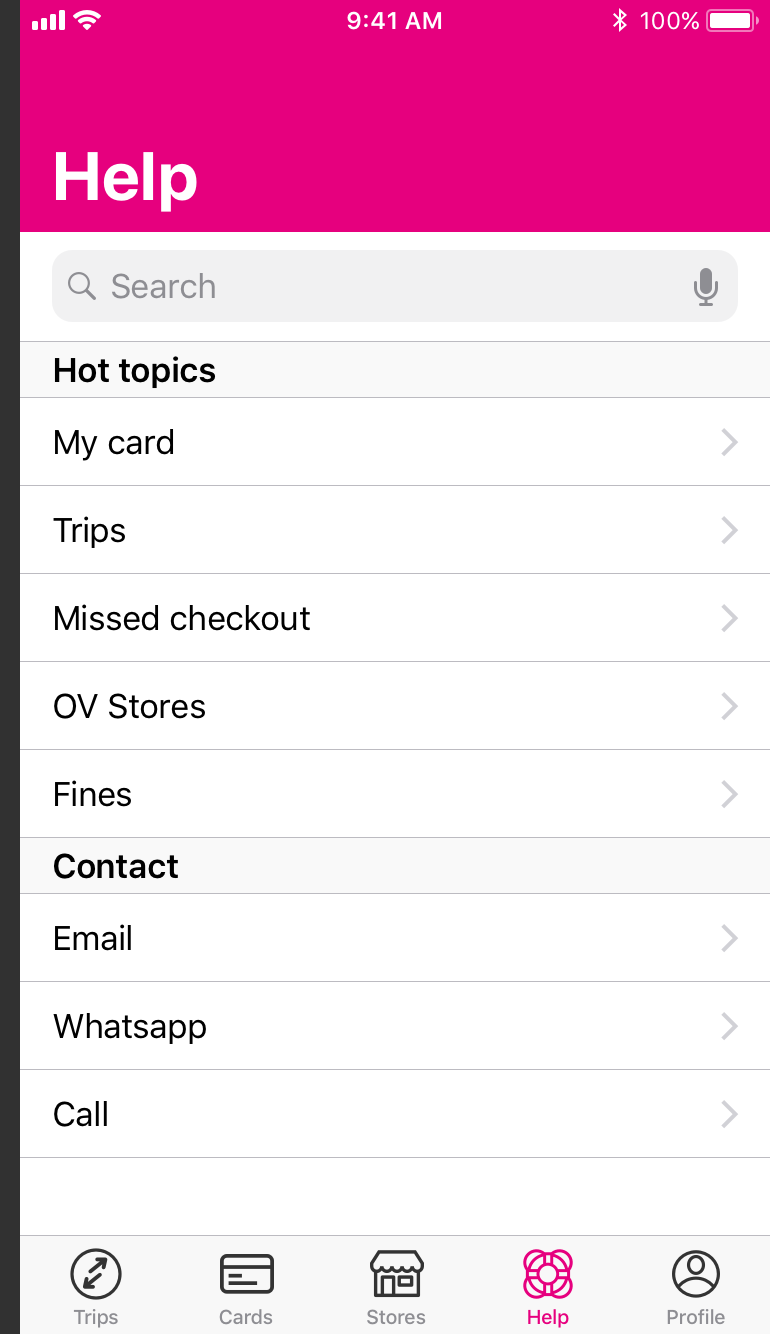 9:41 AM
100%
Help
Search
Hot topics
My card
Trips
Missed checkout
OV Stores
Fines
Contact
Email
Whatsapp
Call
Trips
Cards
Stores
Help
Profile